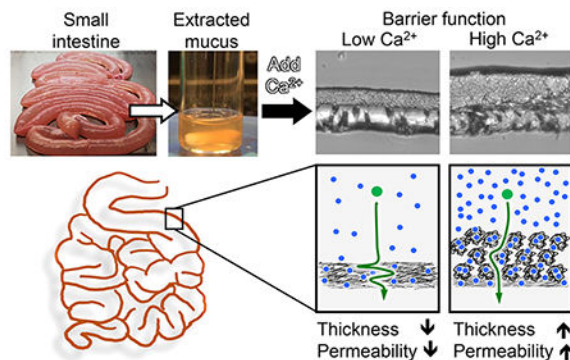 Small
intestine
Extracted
mucus
Add
Ca²⁺
Barrier function
Low Ca²⁺
High Ca²⁺
Thickness ↓
Permeability ↓
Thickness ↑
Permeability ↑